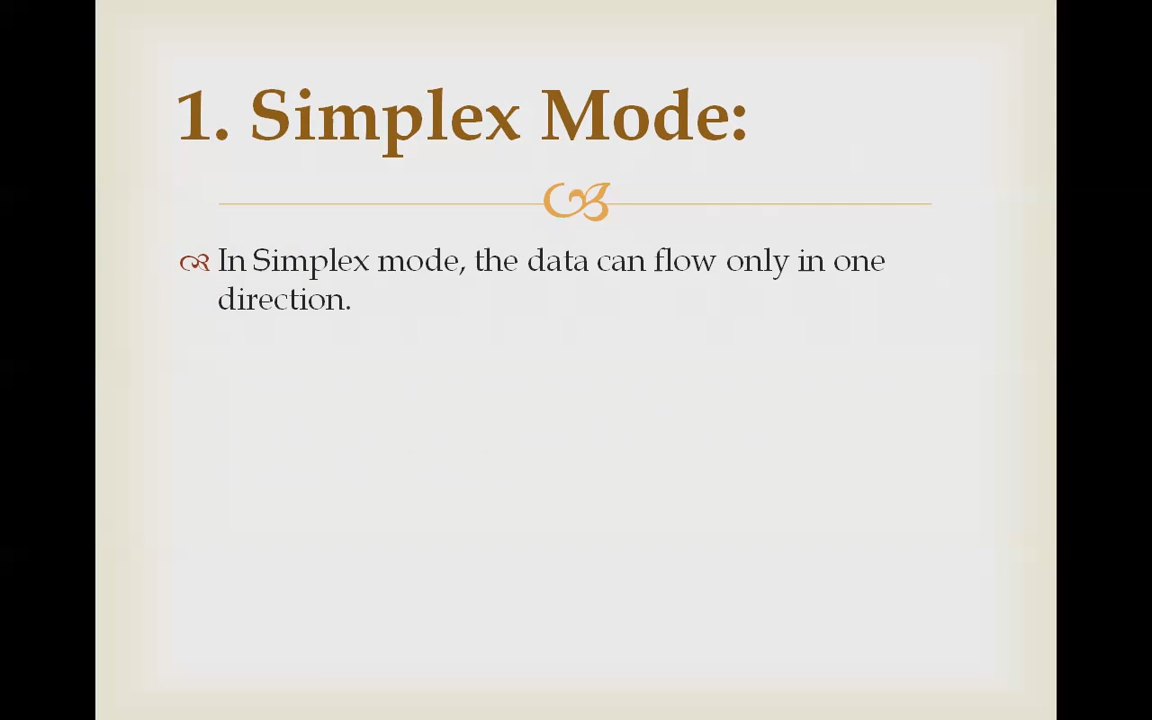 1. Simplex Mode:
In Simplex mode, the data can flow only in one
direction.